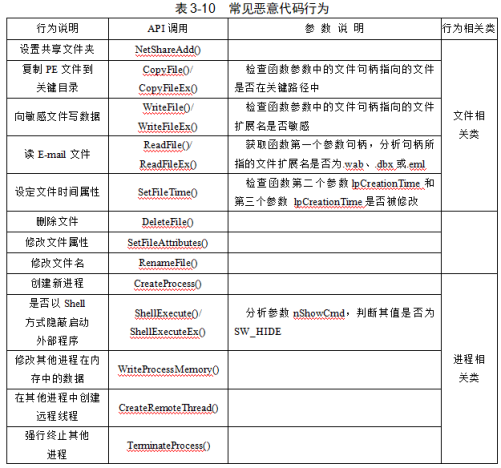 表 3-10 常见恶意代码行为
行为说明 API 调用 参 数 说 明 行为相关类
设置共享文件夹 NetShareAdd()
复制 PE 文件到
关键目录
CopyFile()/
CopyFileEx()
检查函数参数中的文件句柄指向的文件
是否在关键路径中
向敏感文件写数据
WriteFile()/
WriteFileEx()
检查函数参数中的文件句柄指向的文件
扩展名是否敏感
文件相
关类
读 E-mail 文件
ReadFile()/
ReadFileEx()
获取函数第一个参数句柄，分析句柄所
指的文件扩展名是否为.wab、.dbx 或.eml
设定文件时间属性 SetFileTime()
检查函数第二个参数 lpCreationTime 和
第三个参数 lpCreationTime 是否被修改
删除文件 DeleteFile()
修改文件属性 SetFileAttributes()
修改文件名 RenameFile()
创建新进程 CreateProcess()
是否以 Shell
方式隐蔽启动
外部程序
ShellExecute()/
ShellExecuteEx()
分析参数 nShowCmd，判断其值是否为
SW_HIDE
修改其他进程在内
存中的数据
WriteProcessMemory()
进程相
关类
在其他进程中创建
远程线程
CreateRemoteThread()
强行终止其他
进程
TerminateProcess()